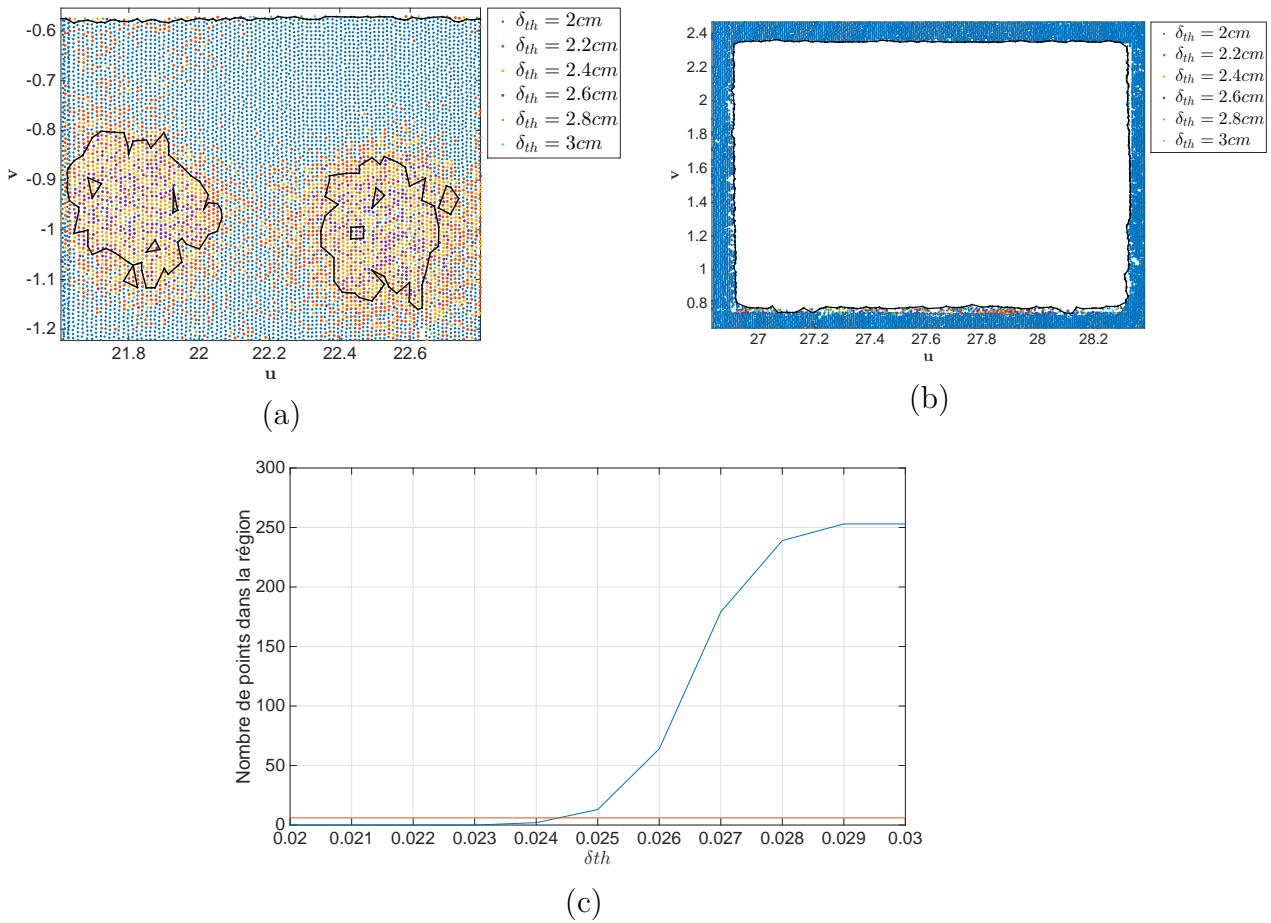 -0.6
-0.7
-0.8
-0.9
-1
-1.1
-1.2
v
21.8 22 22.2 22.4 22.6
u
δth = 2cm
δth = 2.2cm
δth = 2.4cm
δth = 2.6cm
δth = 2.8cm
δth = 3cm
(a)
2.4
2.2
2
1.8
1.6
1.4
1.2
1
0.8
v
27 27.2 27.4 27.6 27.8 28 28.2
u
δth = 2cm
δth = 2.2cm
δth = 2.4cm
δth = 2.6cm
δth = 2.8cm
δth = 3cm
(b)
300
250
200
150
100
50
0
Nombre de points dans la région
0.02 0.021 0.022 0.023 0.024 0.025 0.026 0.027 0.028 0.029 0.03
δth
(c)